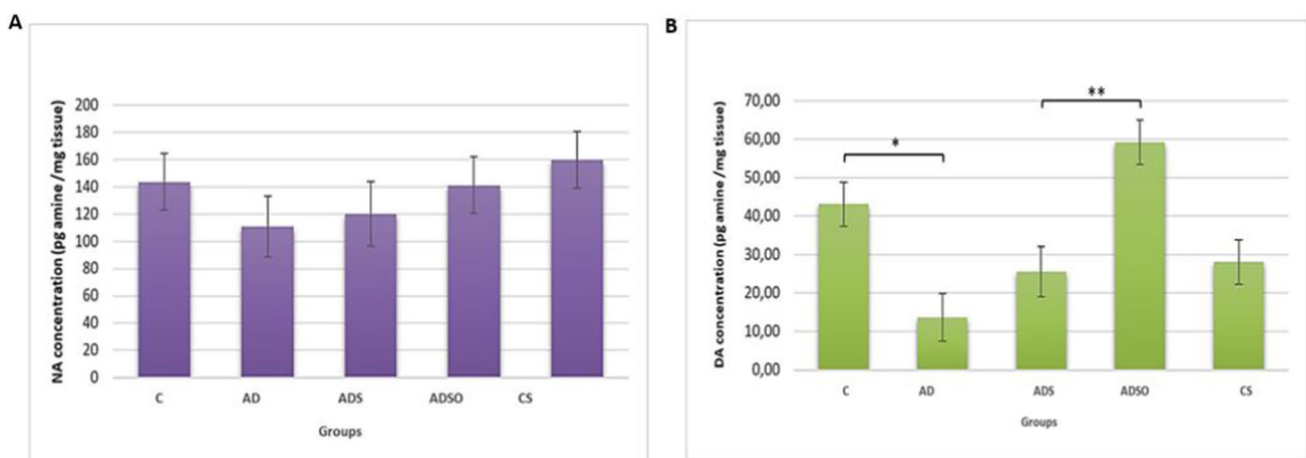 A
NA concentration (pg amine /mg tissue)
200
180
160
140
120
100
80
60
40
20
0
C AD ADS ADSO CS
Groups
B
DA concentration (pg amine /mg tissue)
70,00
60,00
50,00
40,00
30,00
20,00
10,00
0,00
*
**
C AD ADS ADSO CS
Groups